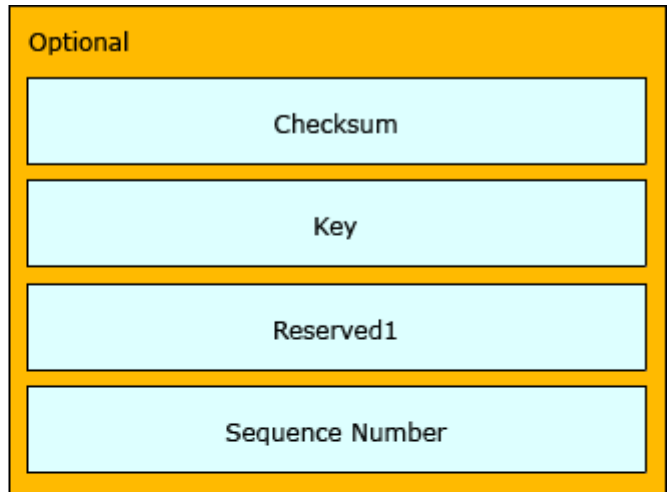 Optional
Checksum
Key
Reserved1
Sequence Number